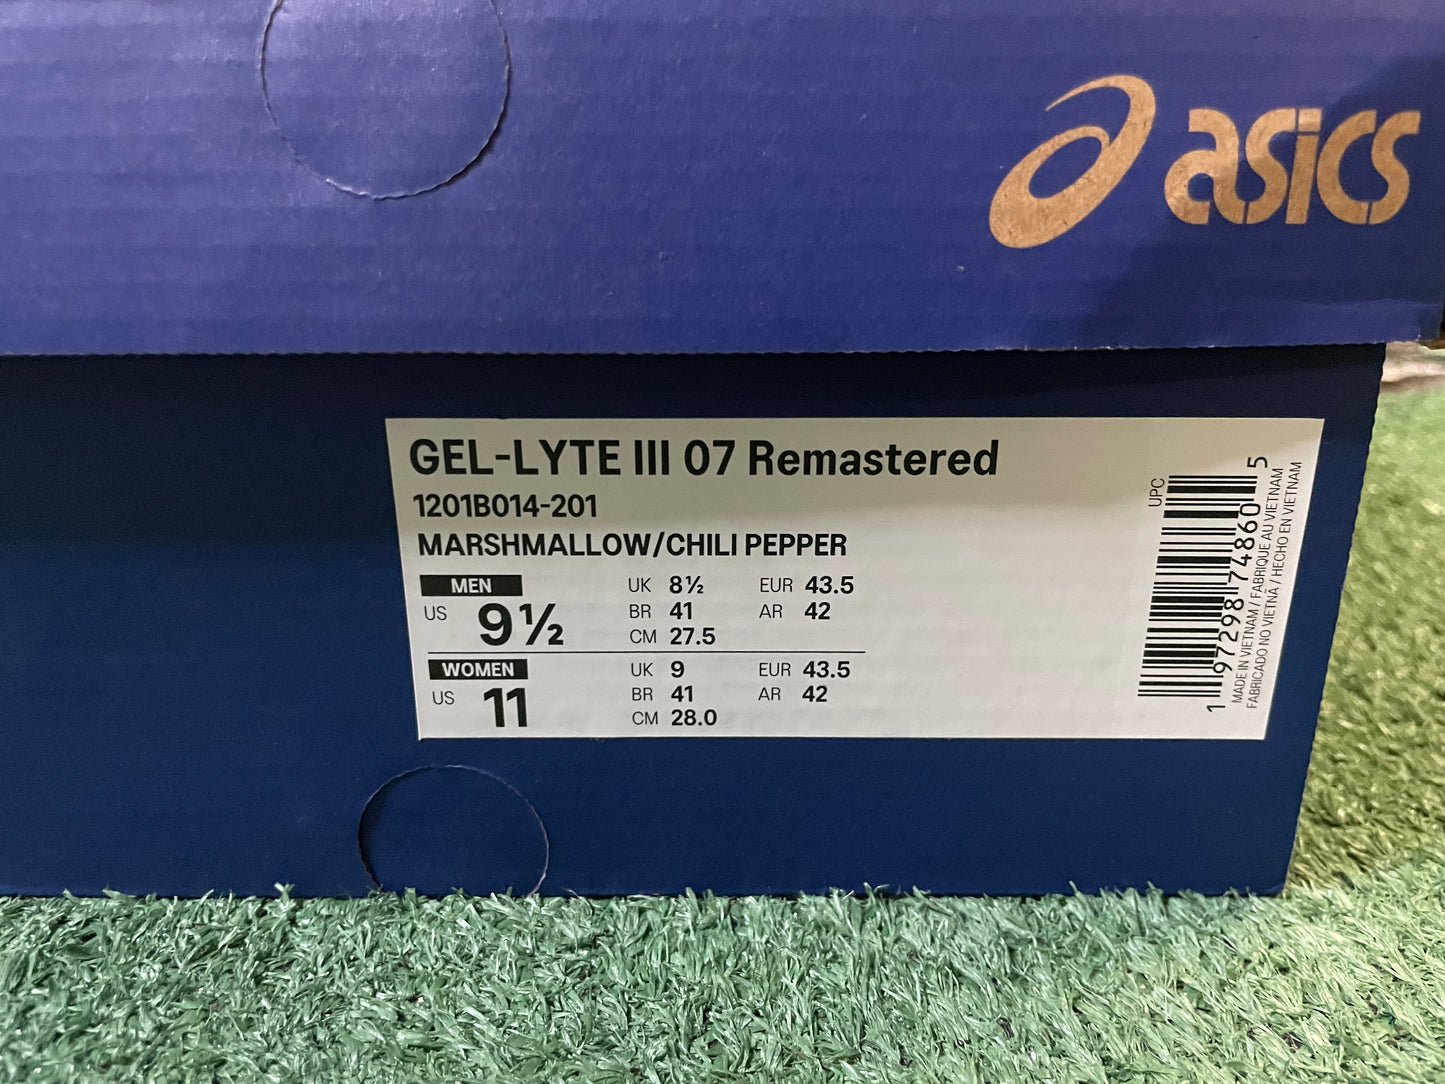 asics
GEL-LYTE III 07 Remastered
1201B014-201
MARSHMALLOW/CHILI PEPPER
MEN
US 9½
UK 8½ EUR 43.5
BR 41 AR 42
CM 27.5
WOMEN
US 11
UK 9 EUR 43.5
BR 41 AR 42
CM 28.0
UPC
1 97298 74860 5
MADE IN VIETNAM / FABRIQUE AU VIETNAM
FABRICADO NO VIETNÃ / HECHO EN VIETNAM